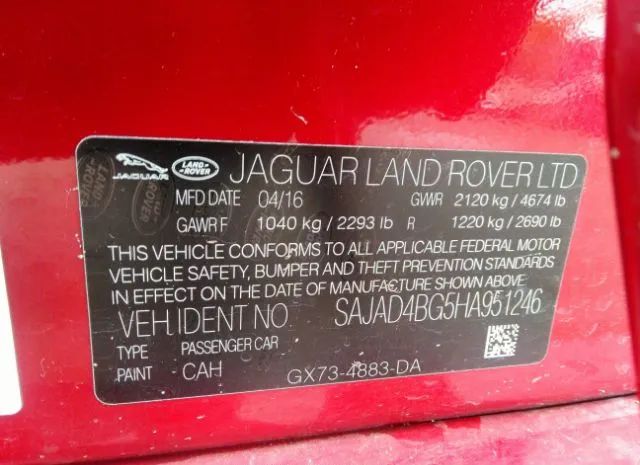 JAGUAR LAND-ROVER JAGUAR LAND ROVER LTD
MFD DATE 04/16 GWR 2120 kg / 4674 lb
GAWR F 1040 kg / 2293 lb R 1220 kg / 2690 lb
THIS VEHICLE CONFORMS TO ALL APPLICABLE FEDERAL MOTOR
VEHICLE SAFETY, BUMPER AND THEFT PREVENTION STANDARDS
IN EFFECT ON THE DATE OF MANUFACTURE SHOWN ABOVE.
VEH IDENT NO SAJAD4BG5HA951246
TYPE PASSENGER CAR
PAINT CAH GX73-4883-DA